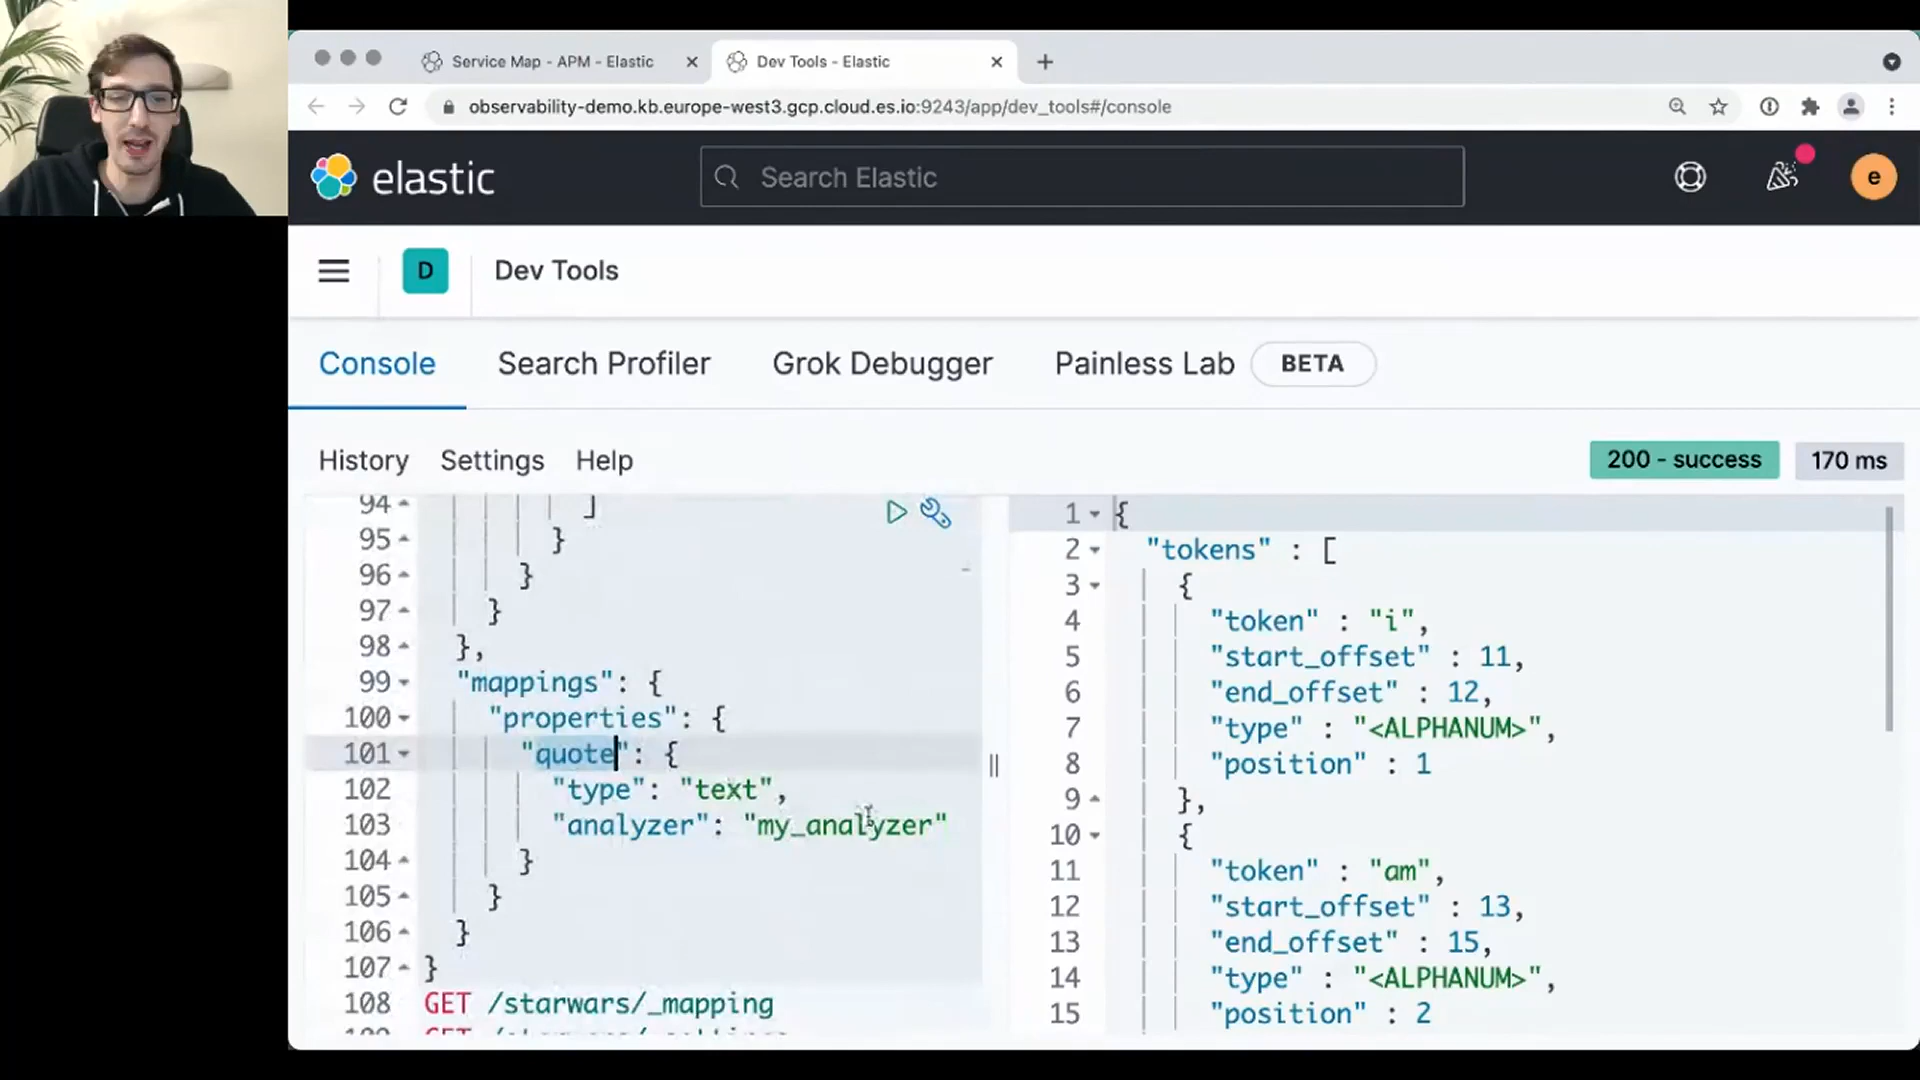 Service Map - APM - Elastic
Dev Tools - Elastic
observability-demo.kb.europe-west3.gcp.cloud.es.io:9243/app/dev_tools#/console
elastic
Search Elastic
e
D
Dev Tools
Console
Search Profiler
Grok Debugger
Painless Lab
BETA
History
Settings
Help
200 - success
170 ms
94 ]
95 }
96 }
97 }
98 },
99 "mappings": {
100 "properties": {
101 "quote": {
102 "type": "text",
103 "analyzer": "my_analyzer"
104 }
105 }
106 }
107 }
108 GET /starwars/_mapping
1 {
2 "tokens" : [
3 {
4 "token" : "i",
5 "start_offset" : 11,
6 "end_offset" : 12,
7 "type" : "<ALPHANUM>",
8 "position" : 1
9 },
10 {
11 "token" : "am",
12 "start_offset" : 13,
13 "end_offset" : 15,
14 "type" : "<ALPHANUM>",
15 "position" : 2